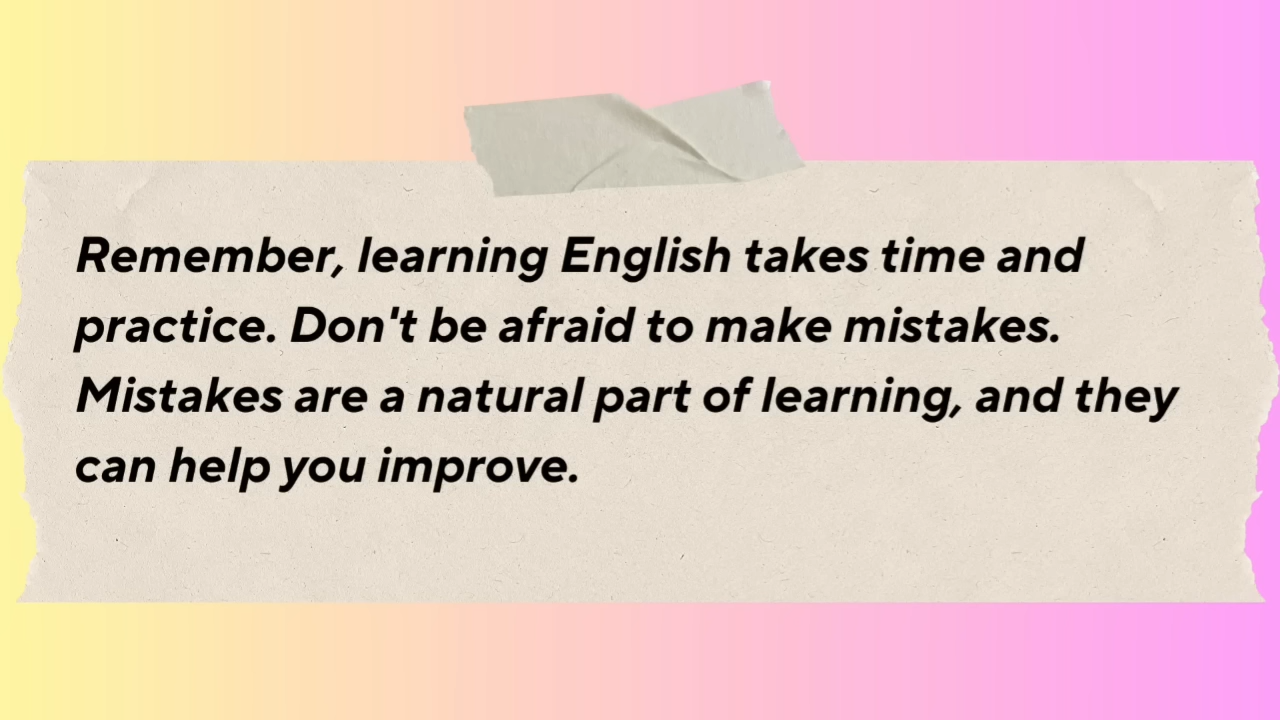 Remember, learning English takes time and
practice. Don't be afraid to make mistakes.
Mistakes are a natural part of learning, and they
can help you improve.